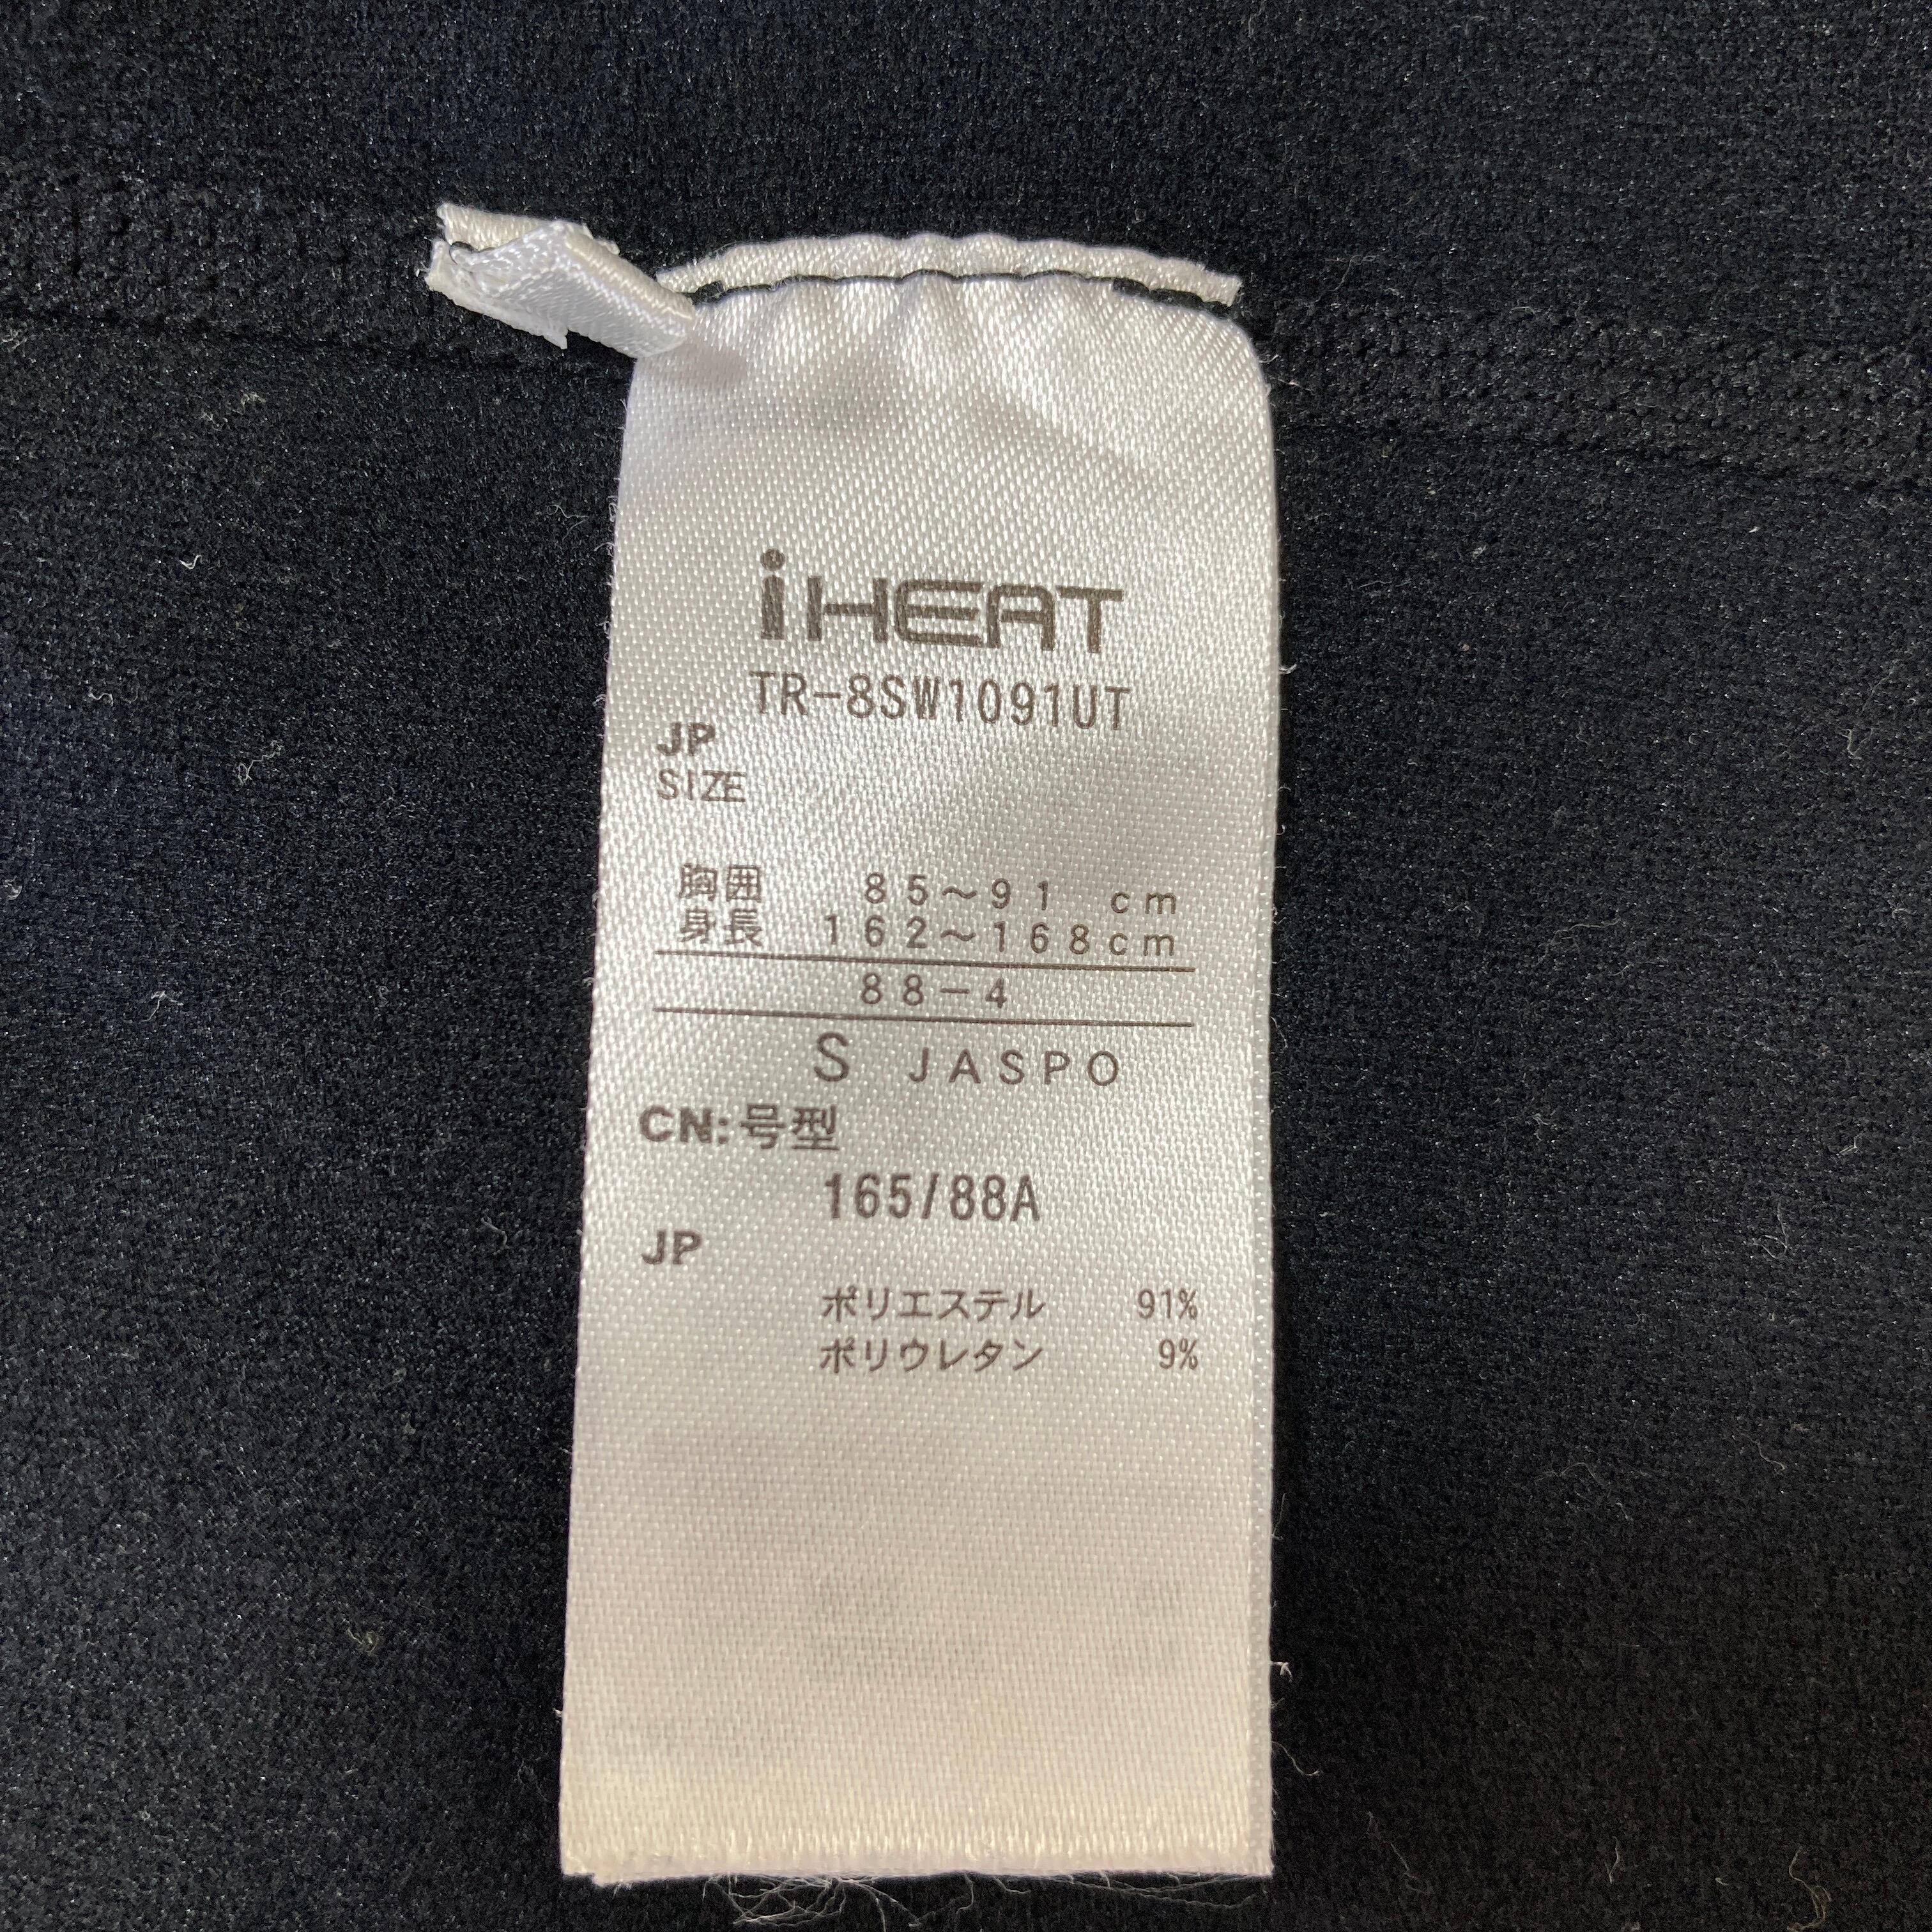 iHEAT
TR-8SW1091UT
JP
SIZE
胸囲 85～91 cm
身長 162～168cm
88-4
S JASPO
CN:号型
165/88A
JP
ポリエステル 91%
ポリウレタン 9%